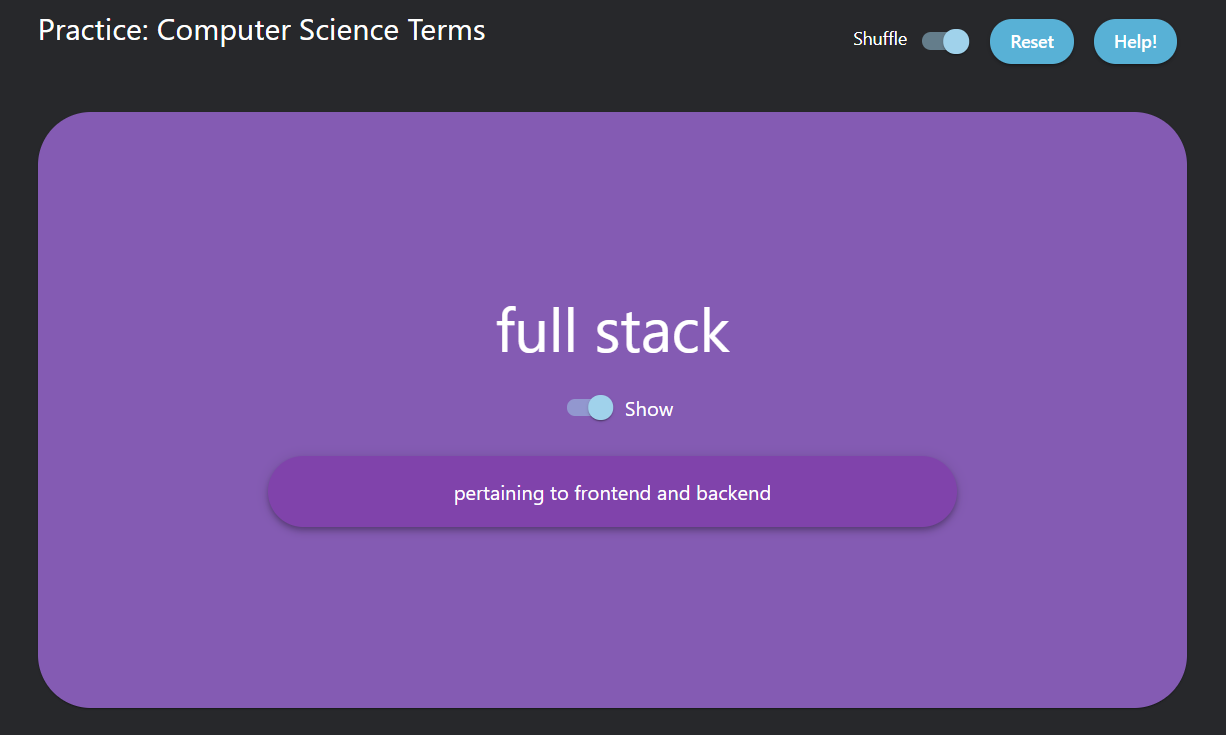 Practice: Computer Science Terms
Shuffle
Reset
Help!
full stack
Show
pertaining to frontend and backend